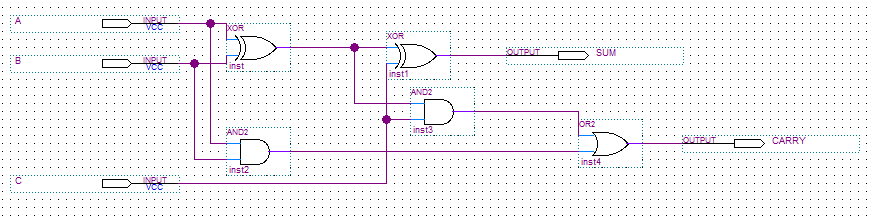 A
INPUT
VCC
XOR
inst
XOR
inst1
OUTPUT
SUM
B
INPUT
VCC
AND2
inst3
AND2
inst2
OR2
inst4
OUTPUT
CARRY
C
INPUT
VCC